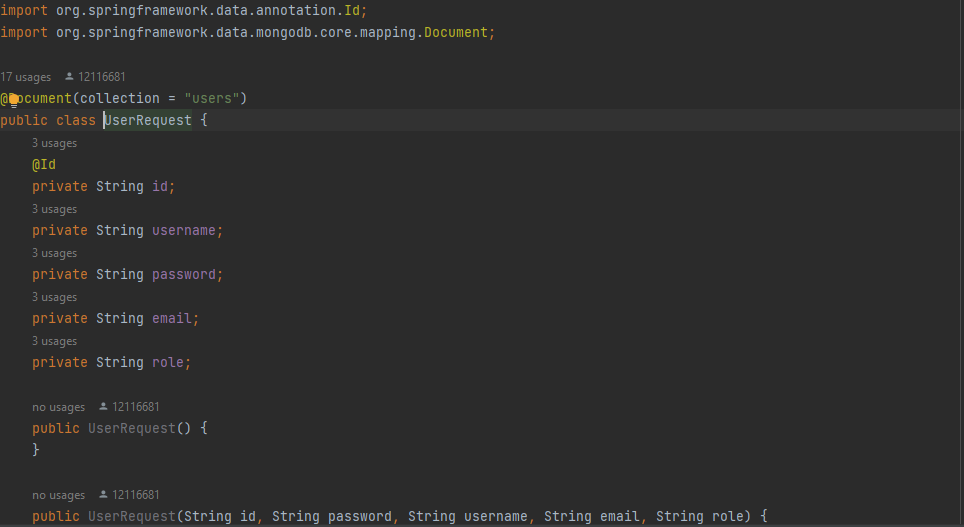 import org.springframework.data.annotation.Id;
import org.springframework.data.mongodb.core.mapping.Document;
17 usages 12116681
@Document(collection = "users")
public class UserRequest {
3 usages
@Id
private String id;
3 usages
private String username;
3 usages
private String password;
3 usages
private String email;
3 usages
private String role;
no usages 12116681
public UserRequest() {
}
no usages 12116681
public UserRequest(String id, String password, String username, String email, String role) {